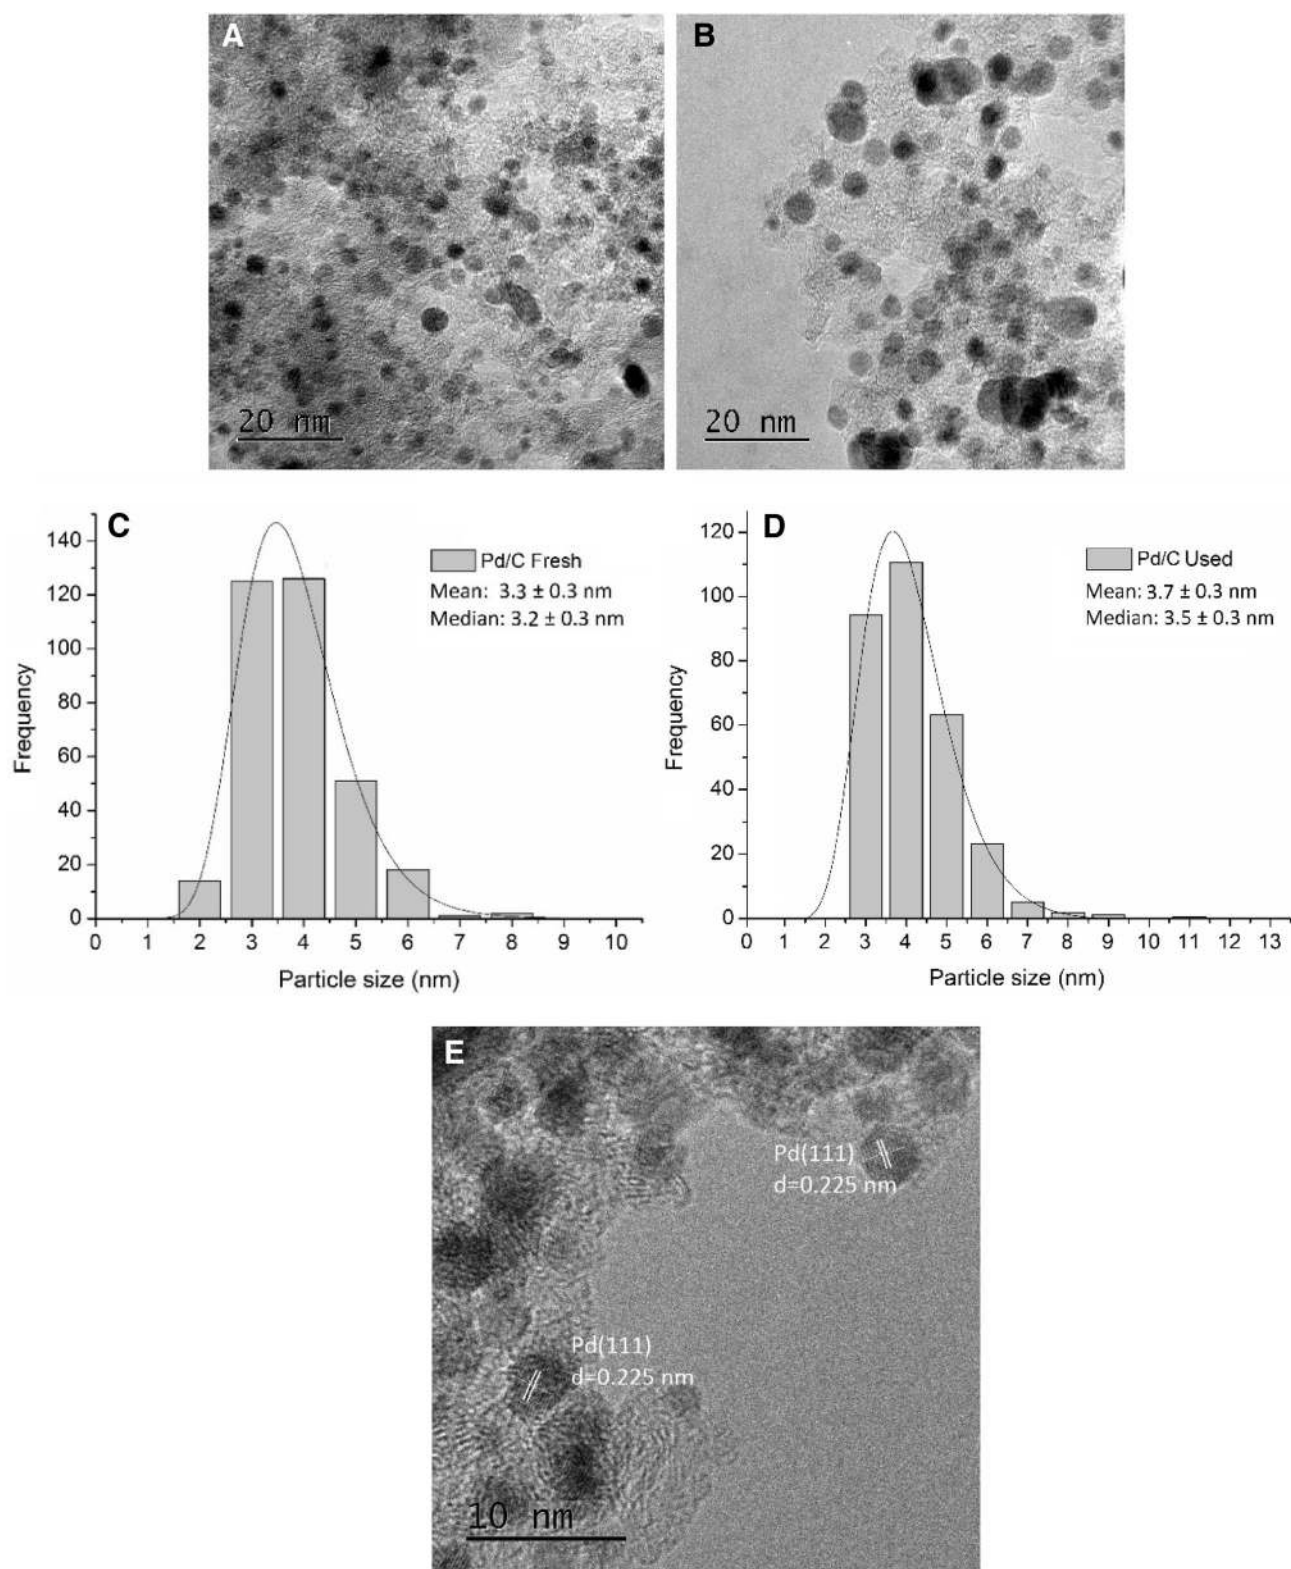 A
B
20 nm
20 nm
C
Pd/C Fresh
Mean: 3.3 ± 0.3 nm
Median: 3.2 ± 0.3 nm
Frequency
140
120
100
80
60
40
20
0
0 1 2 3 4 5 6 7 8 9 10
Particle size (nm)
D
Pd/C Used
Mean: 3.7 ± 0.3 nm
Median: 3.5 ± 0.3 nm
Frequency
120
100
80
60
40
20
0
0 1 2 3 4 5 6 7 8 9 10 11 12 13
Particle size (nm)
E
Pd(111)
d=0.225 nm
Pd(111)
d=0.225 nm
10 nm